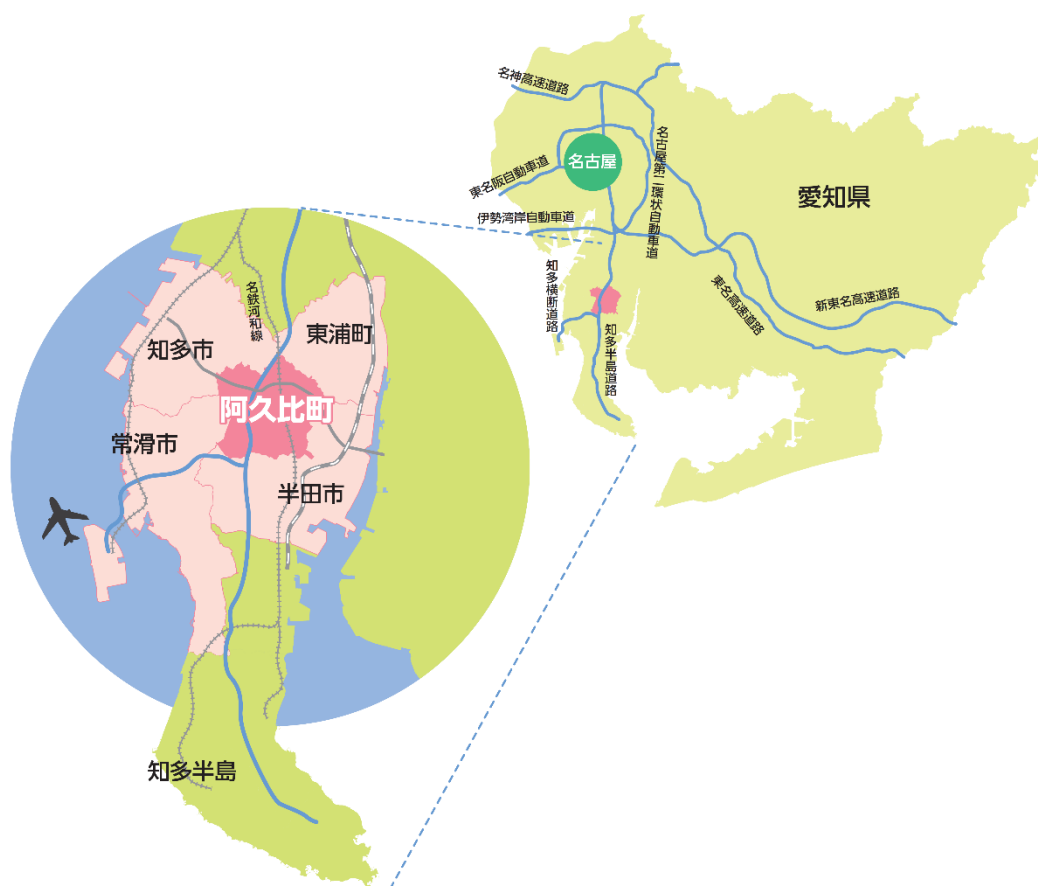 名神高速道路
名古屋
東名阪自動車道
名古屋第二環状自動車道
愛知県
伊勢湾岸自動車道
知多横断道路
東名高速道路
新東名高速道路
知多半島道路
名鉄河和線
東浦町
知多市
阿久比町
常滑市
半田市
知多半島